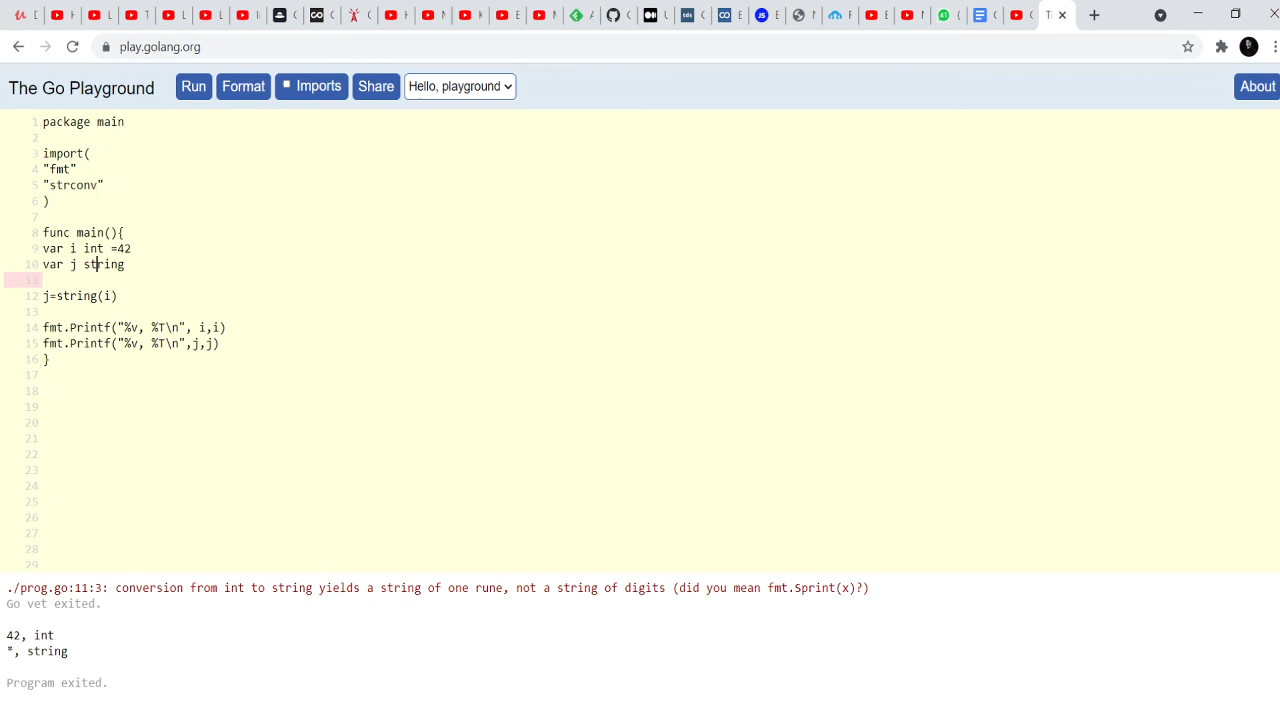 play.golang.org
The Go Playground Run Format Imports Share Hello, playground About
1 package main
2
3 import(
4 "fmt"
5 "strconv"
6 )
7
8 func main(){
9 var i int =42
10 var j string
11
12 j=string(i)
13
14 fmt.Printf("%v, %T\n", i,i)
15 fmt.Printf("%v, %T\n",j,j)
16 }
17
18
19
20
21
22
23
24
25
26
27
28
29
./prog.go:11:3: conversion from int to string yields a string of one rune, not a string of digits (did you mean fmt.Sprint(x)?)
Go vet exited.
42, int
*, string
Program exited.